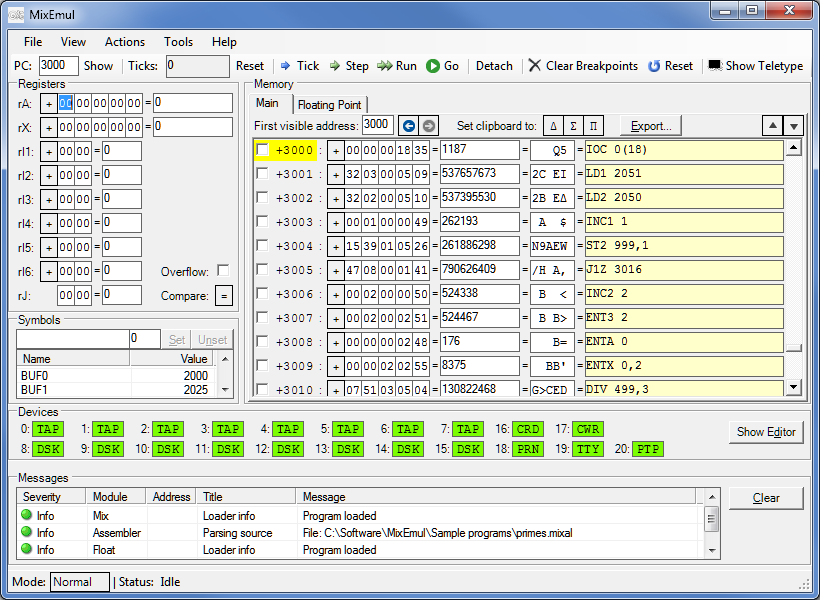 MixEmul
File View Actions Tools Help
PC: 3000 Show Ticks: 0 Reset Tick Step Run Go Detach Clear Breakpoints Reset Show Teletype
Registers
rA: + 00 00 00 00 00 = 0
rX: + 00 00 00 00 00 = 0
rI1: + 00 00 = 0
rI2: + 00 00 = 0
rI3: + 00 00 = 0
rI4: + 00 00 = 0
rI5: + 00 00 = 0
rI6: + 00 00 = 0 Overflow:
rJ: 00 00 = 0 Compare: =
Symbols
0 Set Unset
Name Value
BUF0 2000
BUF1 2025
Memory
Main Floating Point
First visible address: 3000 Set clipboard to: Δ Σ Π Export...
+3000 : + 00 00 00 18 35 = 1187 = Q5 = IOC 0(18)
+3001 : + 32 03 00 05 09 = 537657673 = 2C EI = LD1 2051
+3002 : + 32 02 00 05 10 = 537395530 = 2B EΔ = LD2 2050
+3003 : + 00 01 00 00 49 = 262193 = A $ = INC1 1
+3004 : + 15 39 01 05 26 = 261886298 = N9AEW = ST2 999,1
+3005 : + 47 08 00 01 41 = 790626409 = /H A, = J1Z 3016
+3006 : + 00 02 00 00 50 = 524338 = B < = INC2 2
+3007 : + 00 02 00 02 51 = 524467 = B B> = ENT3 2
+3008 : + 00 00 00 02 48 = 176 = B= = ENTA 0
+3009 : + 00 00 02 02 55 = 8375 = BB' = ENTX 0,2
+3010 : + 07 51 03 05 04 = 130822468 = G>CED = DIV 499,3
Devices
0: TAP 1: TAP 2: TAP 3: TAP 4: TAP 5: TAP 6: TAP 7: TAP 16: CRD 17: CWR
8: DSK 9: DSK 10: DSK 11: DSK 12: DSK 13: DSK 14: DSK 15: DSK 18: PRN 19: TTY 20: PTP
Show Editor
Messages
Severity Module Address Title Message
Info Mix Loader info Program loaded
Info Assembler Parsing source File: C:\Software\MixEmul\Sample programs\primes.mixal
Info Float Loader info Program loaded
Clear
Mode: Normal | Status: Idle